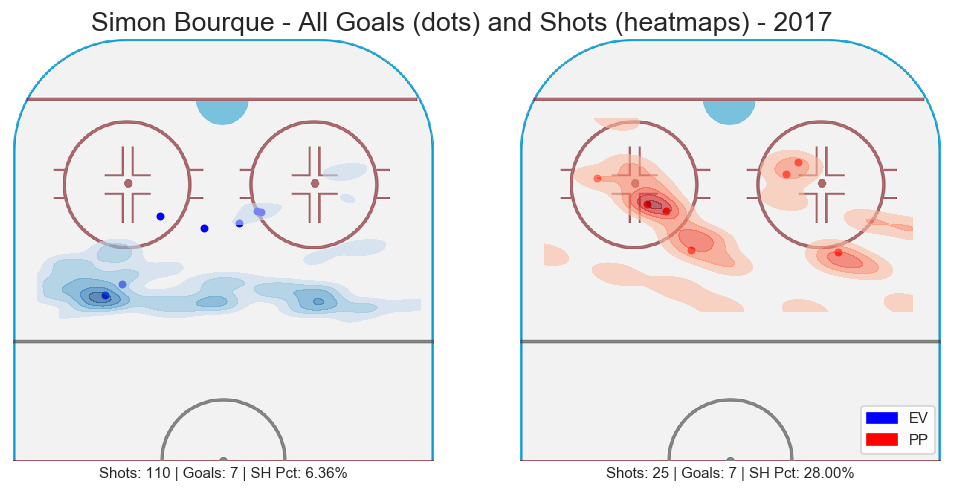 Simon Bourque - All Goals (dots) and Shots (heatmaps) - 2017
EV
PP
Shots: 110 | Goals: 7 | SH Pct: 6.36%
Shots: 25 | Goals: 7 | SH Pct: 28.00%